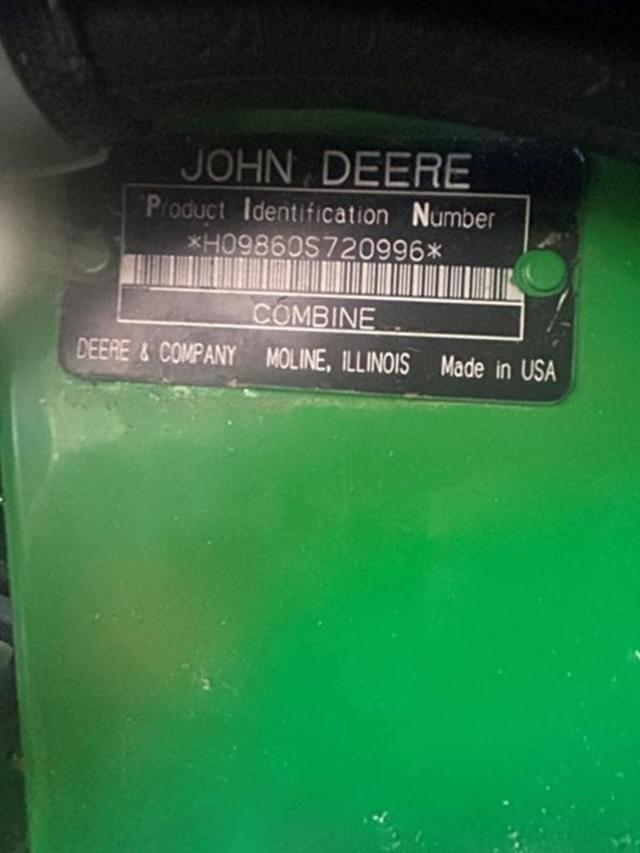 JOHN DEERE
Product Identification Number
*H09860S720996*
COMBINE
DEERE & COMPANY MOLINE, ILLINOIS Made in USA